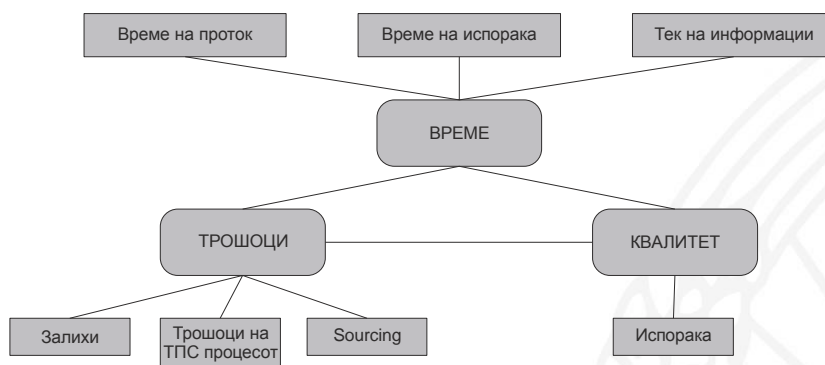 Време на проток
Време на испорака
Тек на информации
ВРЕМЕ
ТРОШОЦИ
КВАЛИТЕТ
Залихи
Трошоци на
ТПС процесот
Sourcing
Испорака